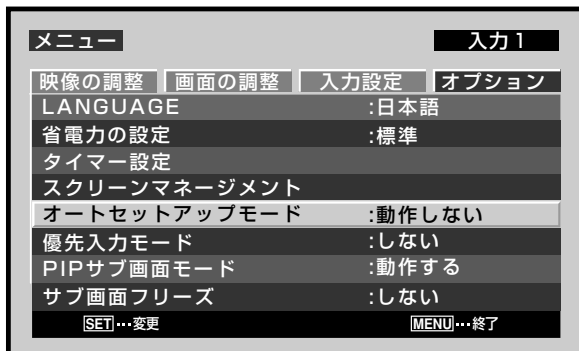 メニュー 入力1
映像の調整 画面の調整 入力設定 オプション
LANGUAGE :日本語
省電力の設定 :標準
タイマー設定
スクリーンマネージメント
オートセットアップモード :動作しない
優先入力モード :しない
PIPサブ画面モード :動作する
サブ画面フリーズ :しない
SET…変更 MENU…終了